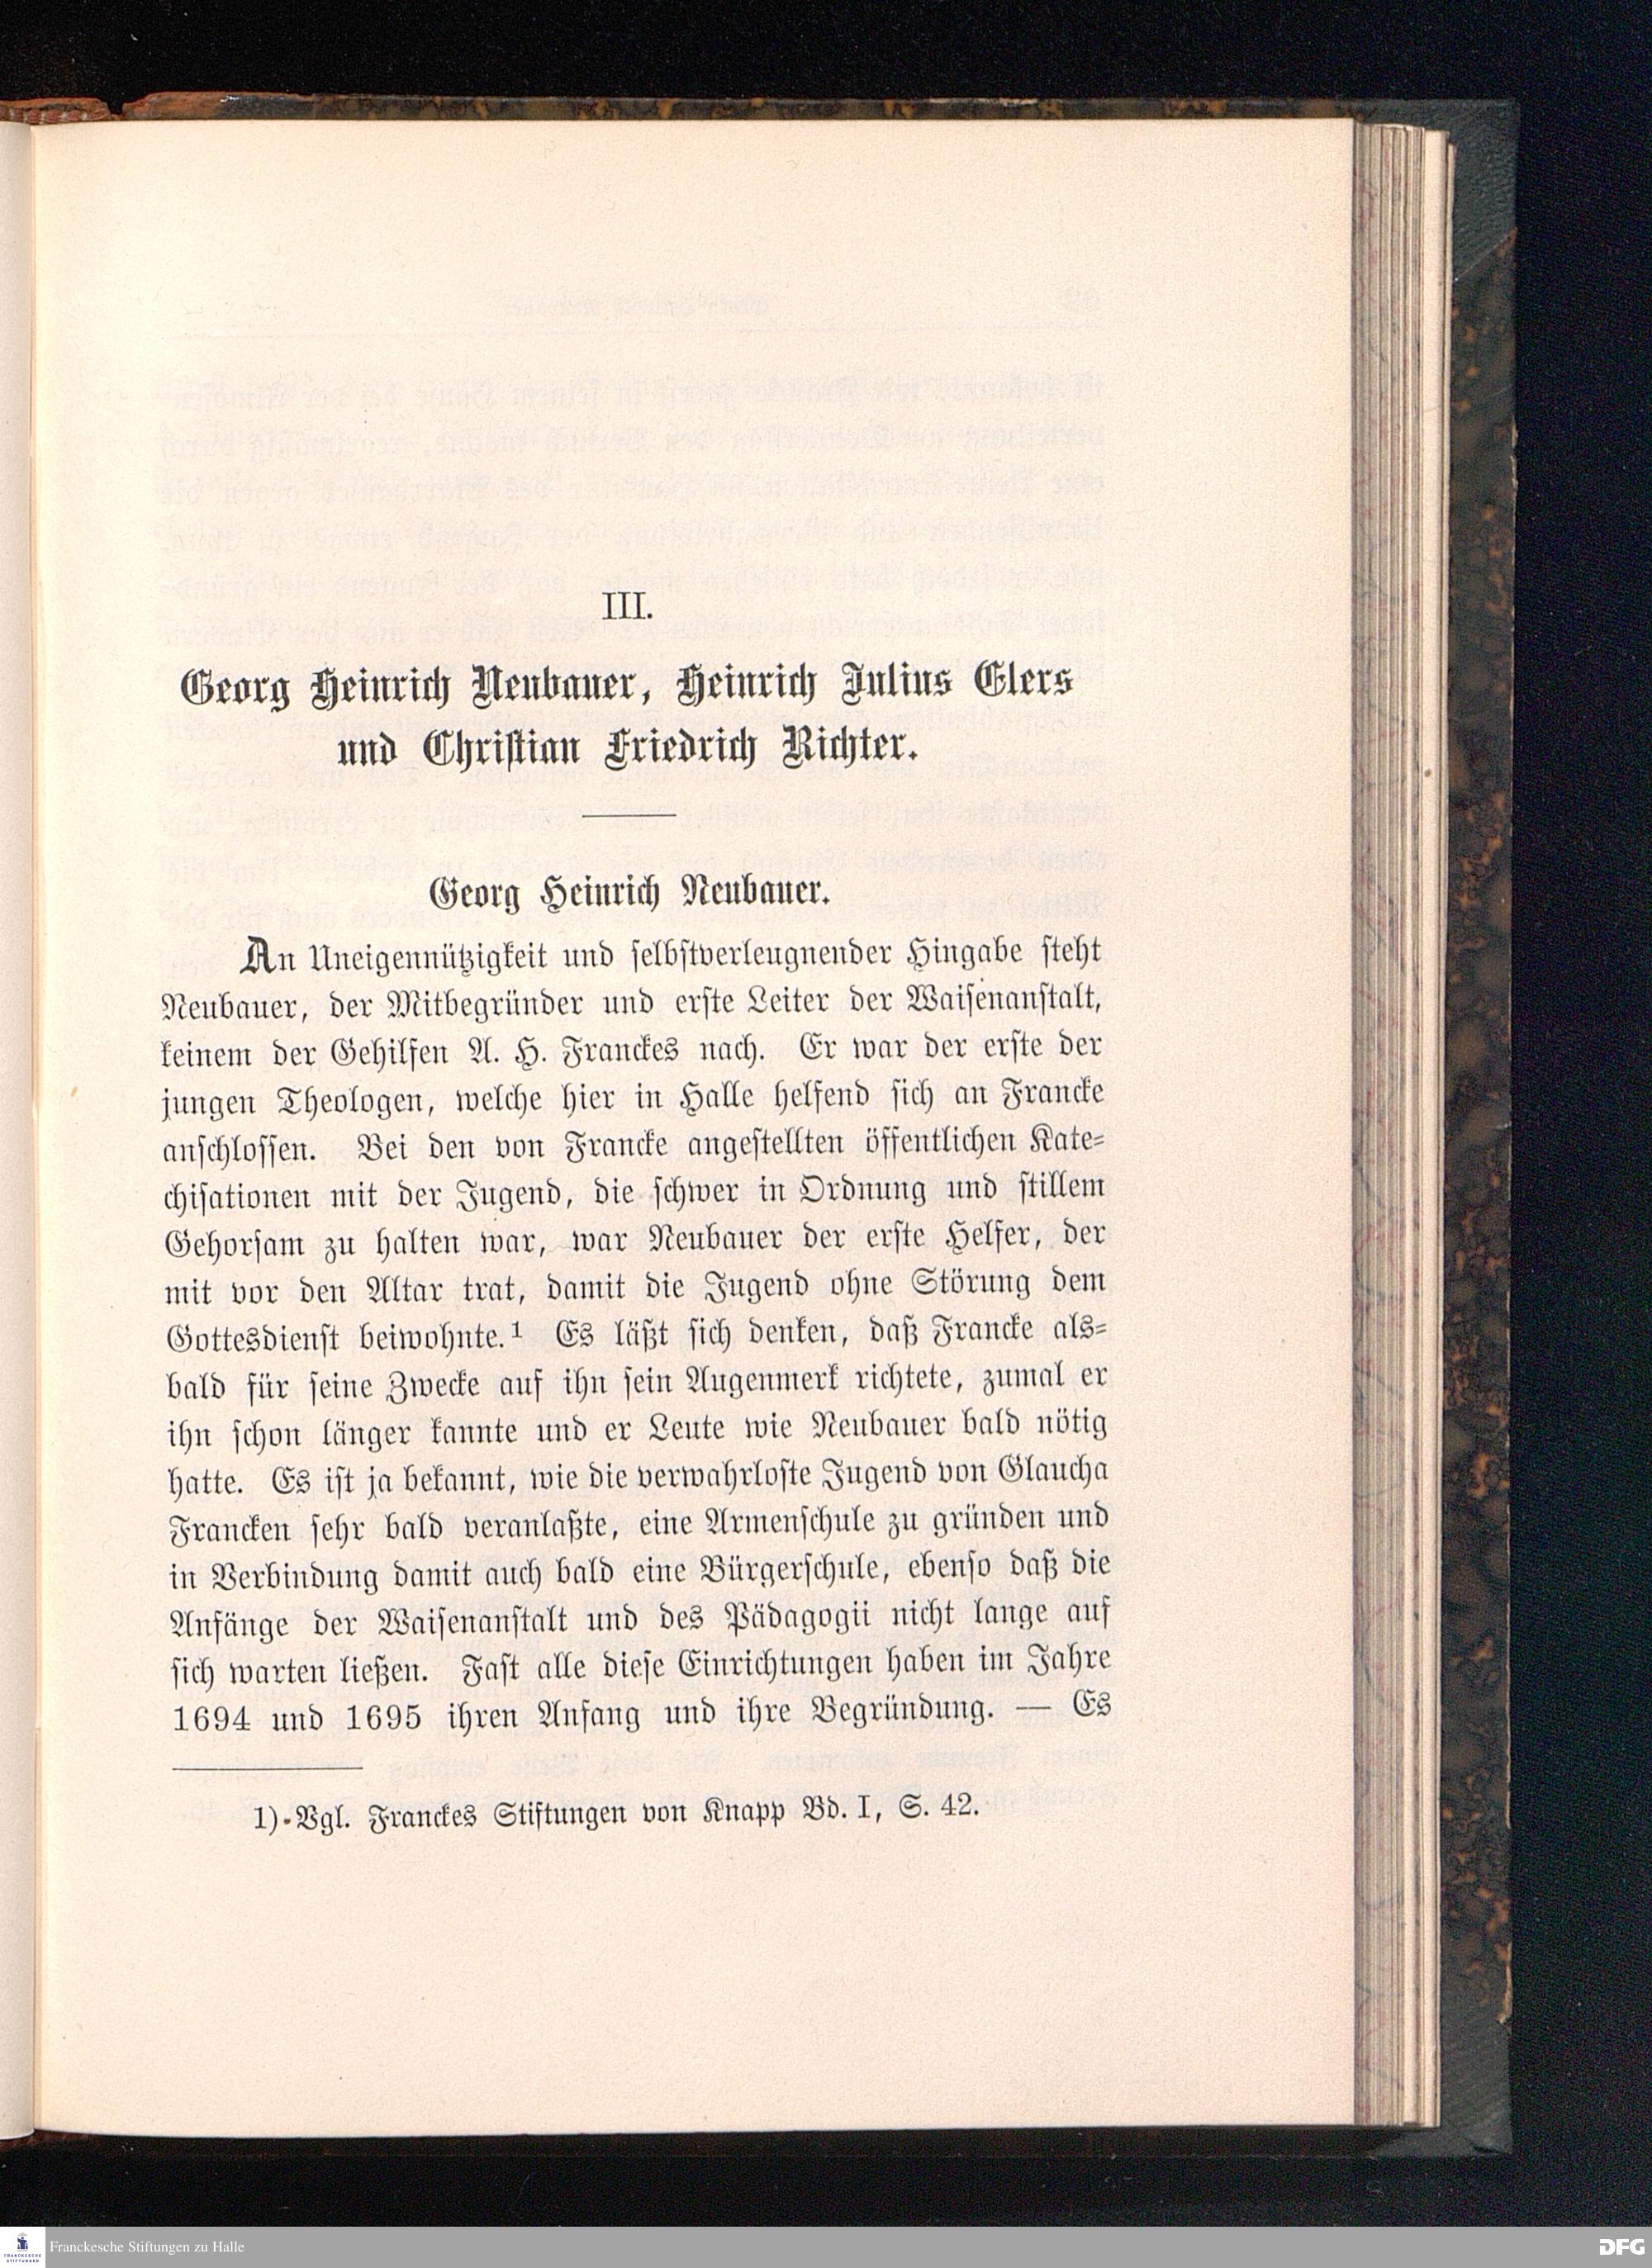 III.
Georg Heinrich Neubauer, Heinrich Julius Elers
und Christian Friedrich Richter.
Georg Heinrich Neubauer.
An Uneigennützigkeit und selbstverleugnender Hingabe steht
Neubauer, der Mitbegründer und erste Leiter der Waisenanstalt,
keinem der Gehilfen A. H. Franckes nach. Er war der erste der
jungen Theologen, welche hier in Halle helfend sich an Francke
anschlossen. Bei den von Francke angestellten öffentlichen Kate-
chisationen mit der Jugend, die schwer in Ordnung und stillem
Gehorsam zu halten war, war Neubauer der erste Helfer, der
mit vor den Altar trat, damit die Jugend ohne Störung dem
Gottesdienst beiwohnte.¹ Es läßt sich denken, daß Francke als-
bald für seine Zwecke auf ihn sein Augenmerk richtete, zumal er
ihn schon länger kannte und er Leute wie Neubauer bald nötig
hatte. Es ist ja bekannt, wie die verwahrloste Jugend von Glaucha
Francken sehr bald veranlaßte, eine Armenschule zu gründen und
in Verbindung damit auch bald eine Bürgerschule, ebenso daß die
Anfänge der Waisenanstalt und des Pädagogii nicht lange auf
sich warten ließen. Fast alle diese Einrichtungen haben im Jahre
1694 und 1695 ihren Anfang und ihre Begründung. — Es
1) Vgl. Franckes Stiftungen von Knapp Bd. I, S. 42.
FRANCKESCHE
STIFTUNGEN
Franckesche Stiftungen zu Halle
DFG